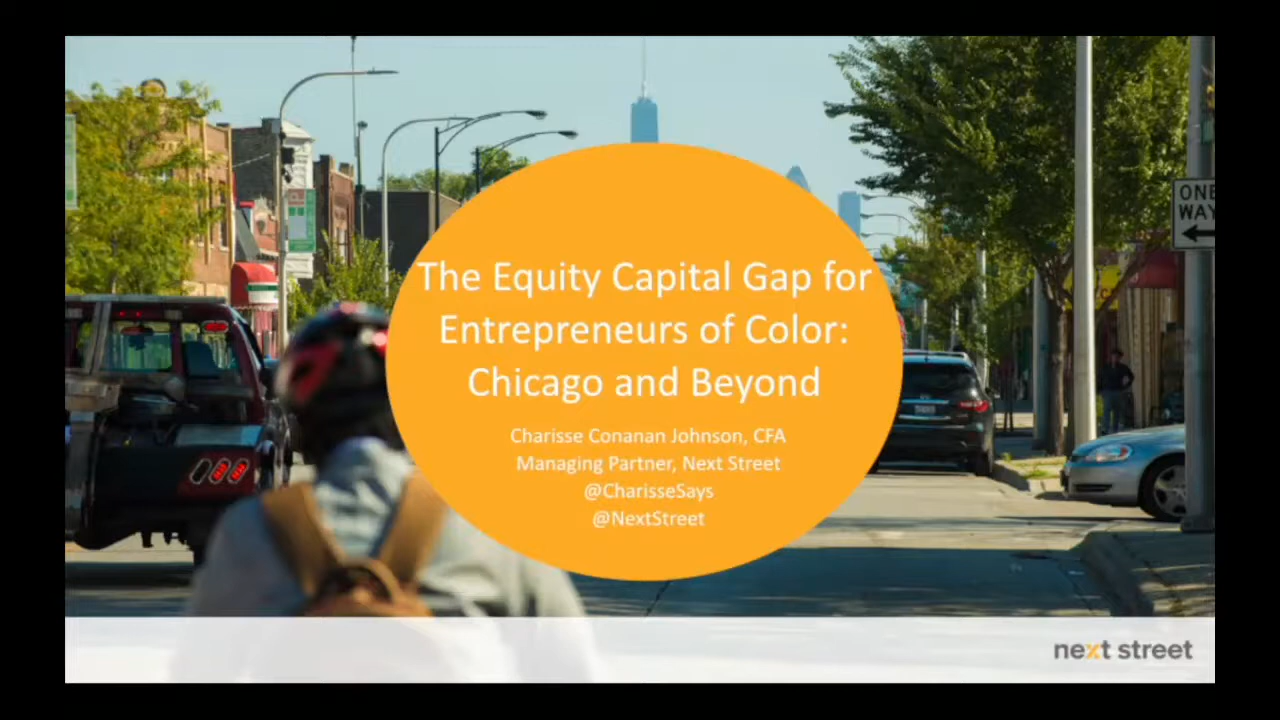 ONE
WAY
The Equity Capital Gap for
Entrepreneurs of Color:
Chicago and Beyond
Charisse Conanan Johnson, CFA
Managing Partner, Next Street
@CharisseSays
@NextStreet
next street